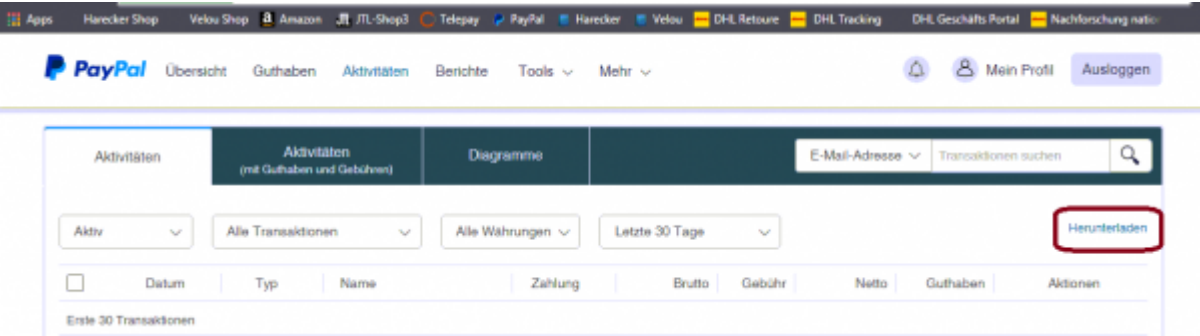 Apps Harecker Shop Velou Shop Amazon JTL-Shop3 Telepay PayPal Harecker Velou DHL Retoure DHL Tracking DHL Geschäfts Portal Nachforschung natio
PayPal Übersicht Guthaben Aktivitäten Berichte Tools Mehr Mein Profil Ausloggen
Aktivitäten Aktivitäten Diagramme E-Mail-Adresse Transaktionen suchen
(mit Guthaben und Gebühren)
Aktiv Alle Transaktionen Alle Währungen Letzte 30 Tage Herunterladen
Datum Typ Name Zahlung Brutto Gebühr Netto Guthaben Aktionen
Erste 30 Transaktionen